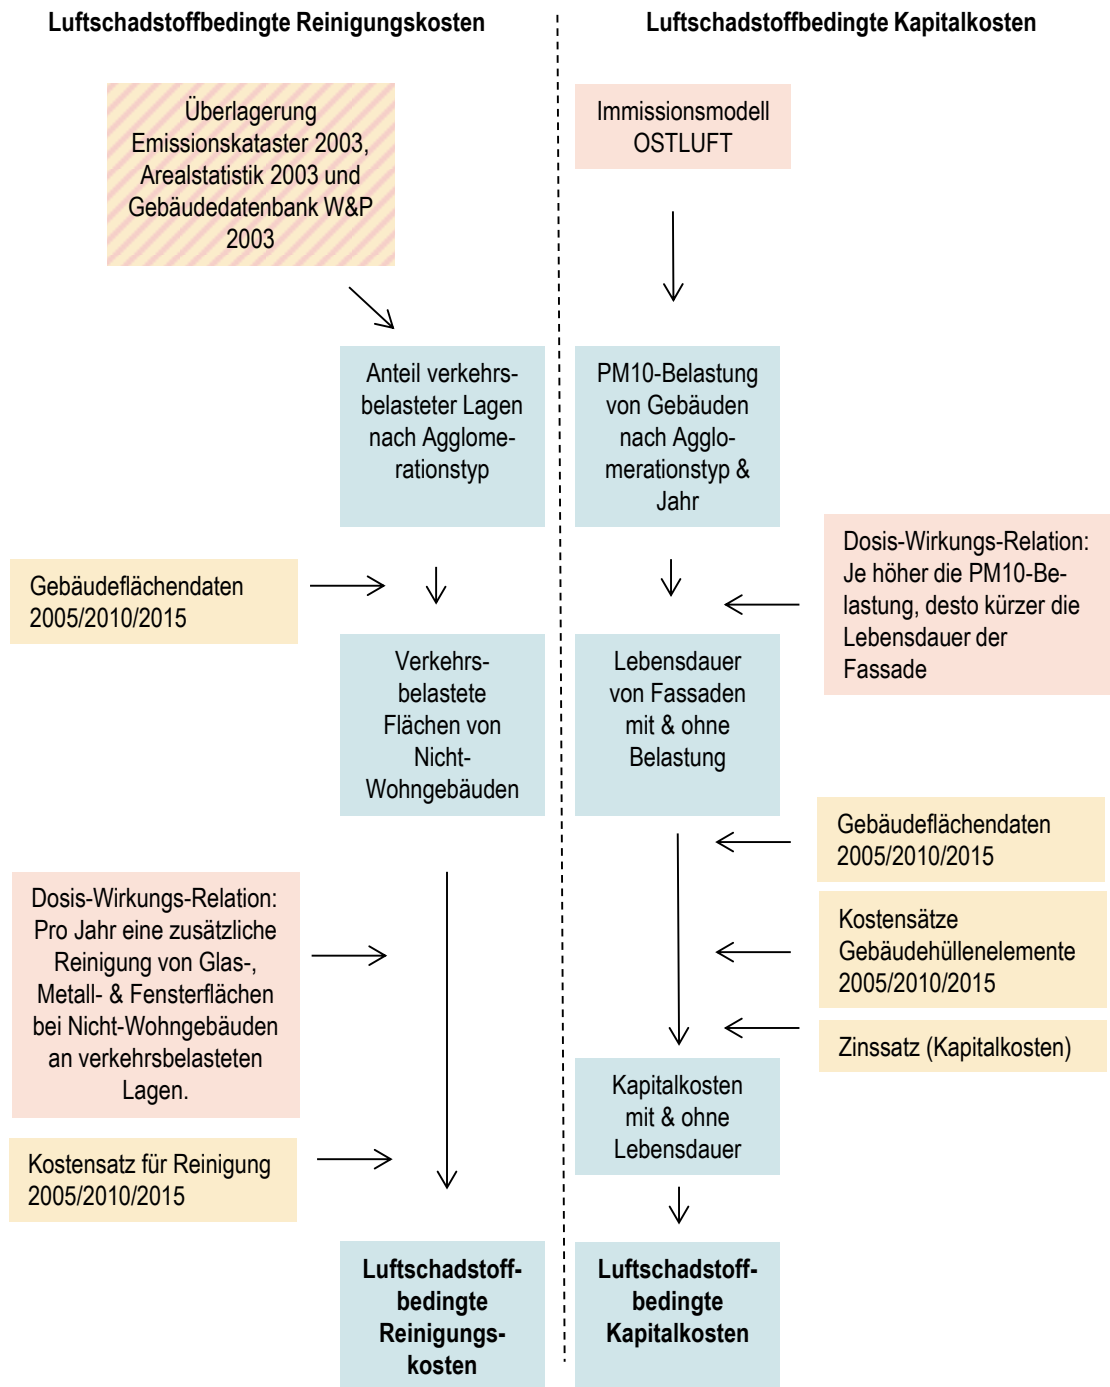 Luftschadstoffbedingte Reinigungskosten
Überlagerung
Emissionskataster 2003,
Arealstatistik 2003 und
Gebäudedatenbank W&P
2003
Anteil verkehrs-
belasteter Lagen
nach Agglome-
rationstyp
Gebäudeflächendaten
2005/2010/2015
Verkehrs-
belastete
Flächen von
Nicht-
Wohngebäuden
Dosis-Wirkungs-Relation:
Pro Jahr eine zusätzliche
Reinigung von Glas-,
Metall- & Fensterflächen
bei Nicht-Wohngebäuden
an verkehrsbelasteten
Lagen.
Kostensatz für Reinigung
2005/2010/2015
Luftschadstoff-
bedingte
Reinigungs-
kosten
Luftschadstoffbedingte Kapitalkosten
Immissionsmodell
OSTLUFT
PM10-Belastung
von Gebäuden
nach Agglo-
merationstyp &
Jahr
Dosis-Wirkungs-Relation:
Je höher die PM10-Be-
lastung, desto kürzer die
Lebensdauer der
Fassade
Lebensdauer
von Fassaden
mit & ohne
Belastung
Gebäudeflächendaten
2005/2010/2015
Kostensätze
Gebäudehüllenelemente
2005/2010/2015
Zinssatz (Kapitalkosten)
Kapitalkosten
mit & ohne
Lebensdauer
Luftschadstoff-
bedingte
Kapitalkosten